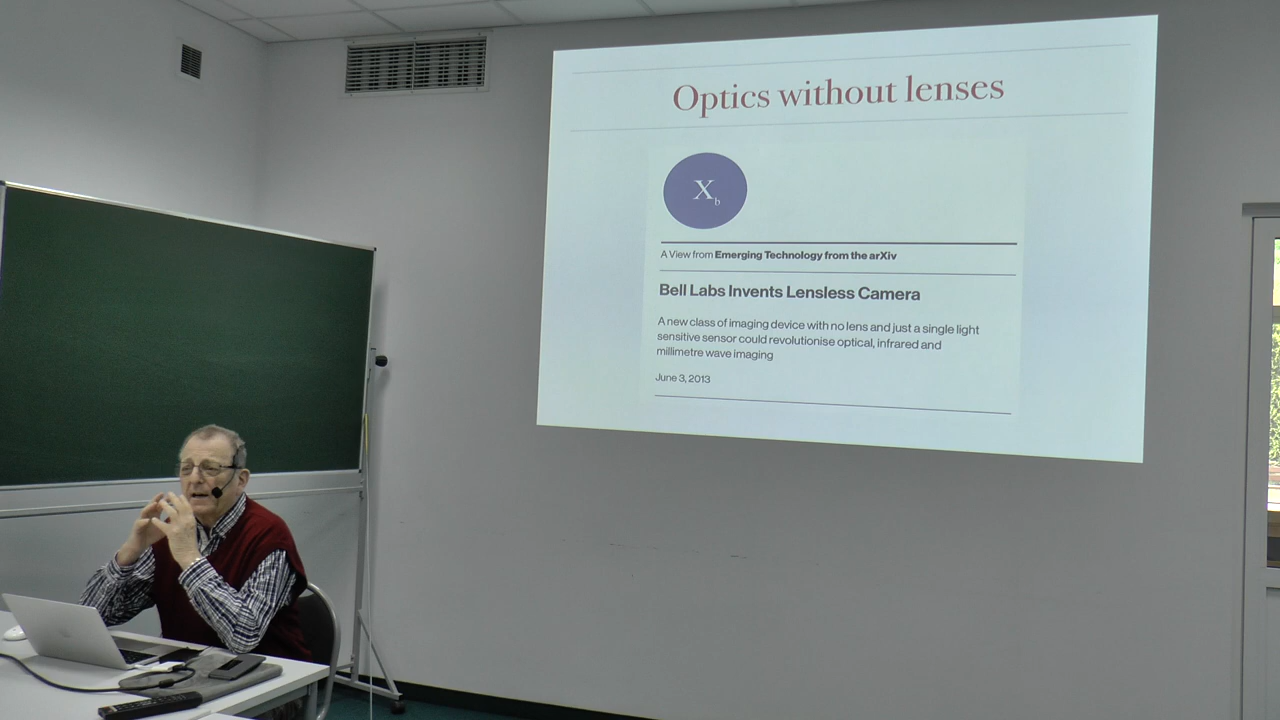 Optics without lenses
X b
A View from Emerging Technology from the arXiv
Bell Labs Invents Lensless Camera
A new class of imaging device with no lens and just a single light
sensitive sensor could revolutionise optical, infrared and
millimetre wave imaging
June 3, 2013